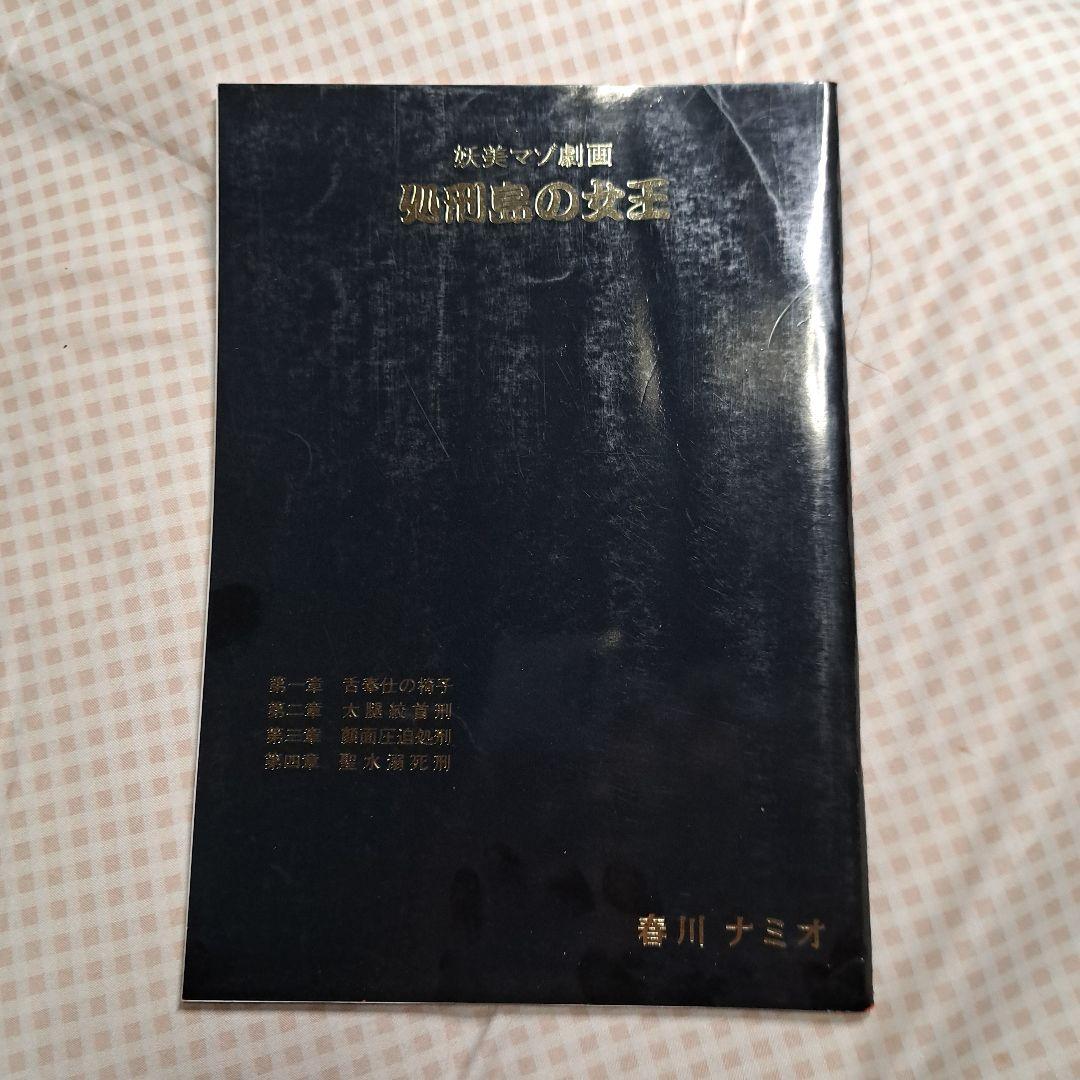 妖美マゾ劇画
処刑島の女王
第一章 舌奉仕の椅子
第二章 太腿絞首刑
第三章 顔面圧迫処刑
第四章 聖水溺死刑
春川 ナミオ